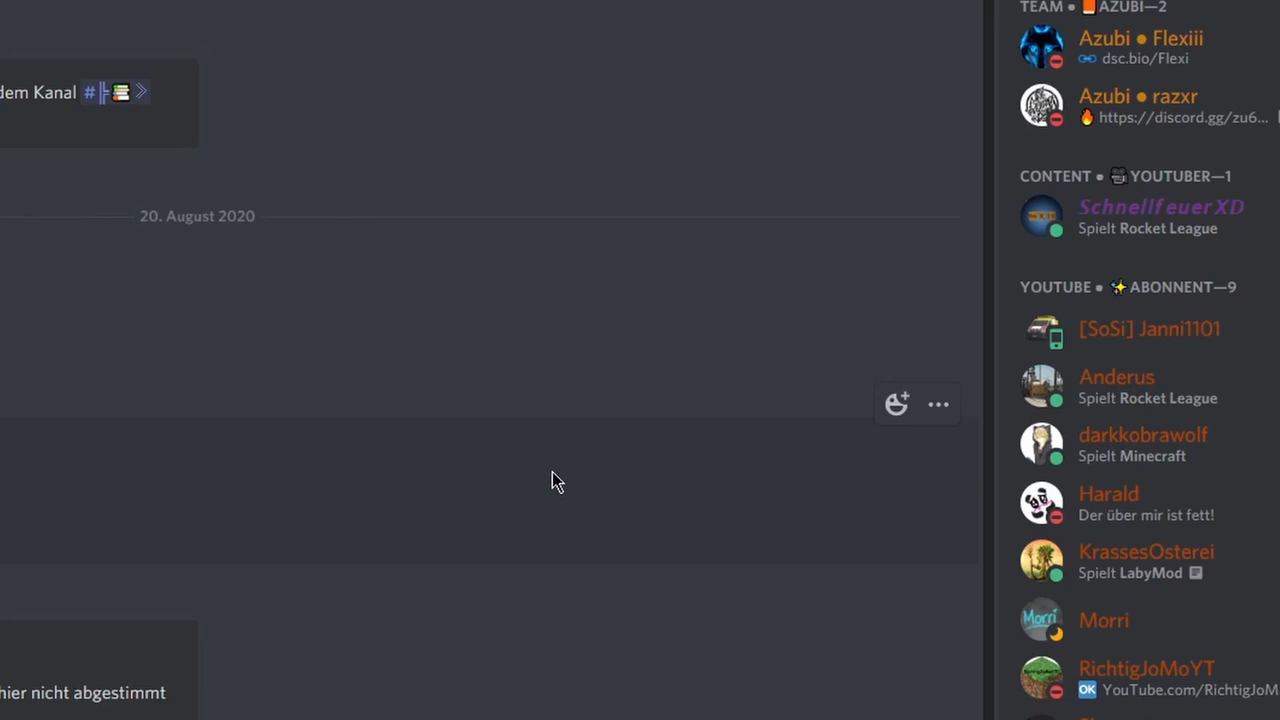 dem Kanal #
20. August 2020
hier nicht abgestimmt
TEAM • AZUBI—2
Azubi ● Flexiii
dsc.bio/Flexi
Azubi ● razxr
https://discord.gg/zu6...
CONTENT • YOUTUBER—1
SchnellfeuerXD
Spielt Rocket League
YOUTUBE • ABONNENT—9
[SoSi] Janni1101
Anderus
Spielt Rocket League
darkkobrawolf
Spielt Minecraft
Harald
Der über mir ist fett!
KrassesOsterei
Spielt LabyMod
Morri
RichtigJoMoYT
OK YouTube.com/RichtigJoM